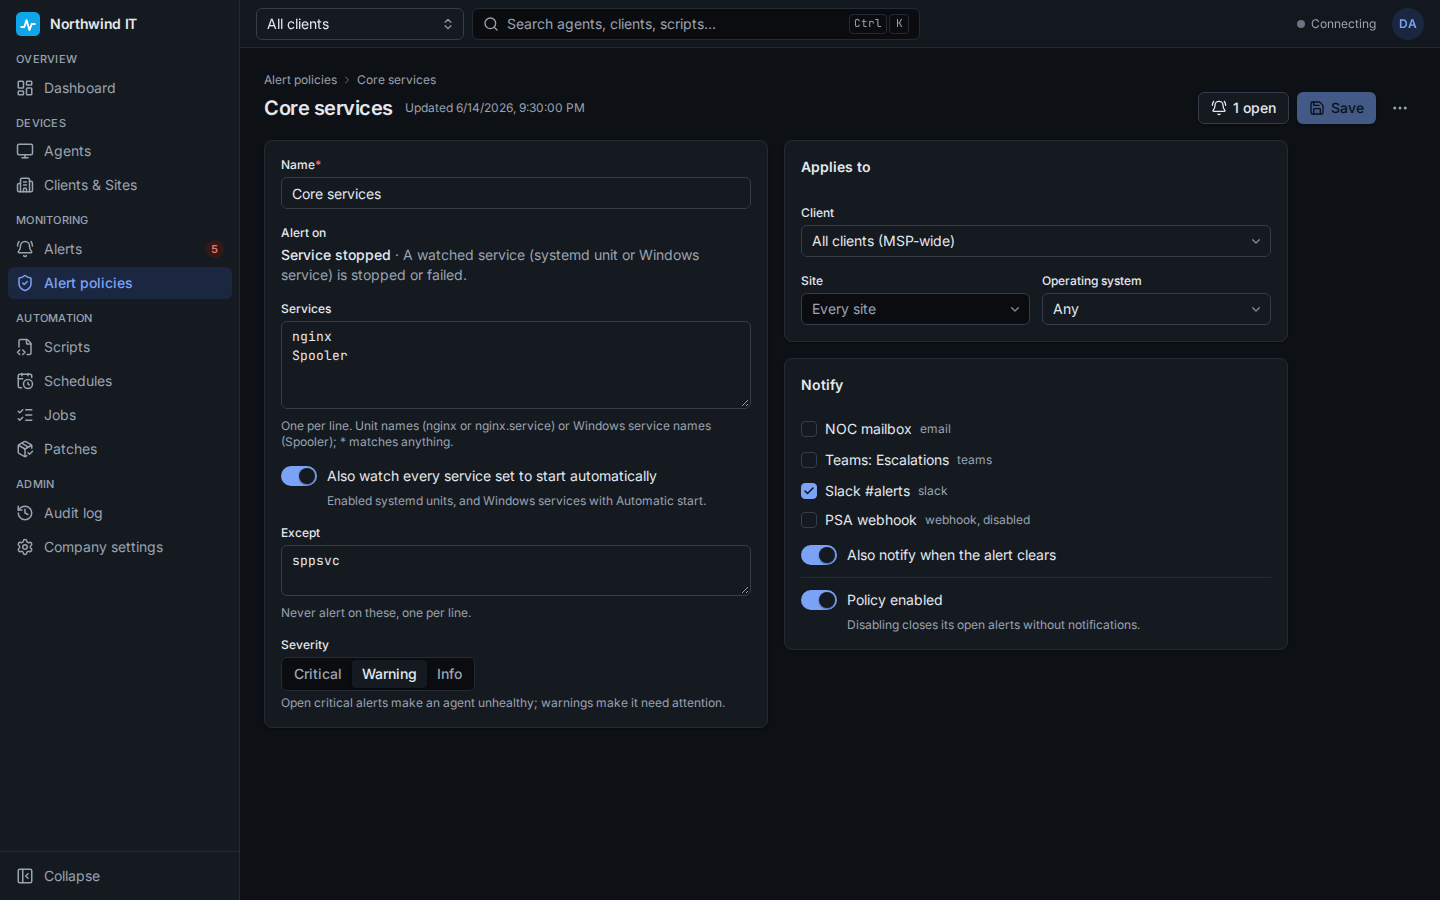 Northwind IT
All clients
Search agents, clients, scripts...
Ctrl K
Connecting
DA
OVERVIEW
Dashboard
DEVICES
Agents
Clients & Sites
MONITORING
Alerts
5
Alert policies
AUTOMATION
Scripts
Schedules
Jobs
Patches
ADMIN
Audit log
Company settings
Collapse
Alert policies > Core services
Core services
Updated 6/14/2026, 9:30:00 PM
1 open
Save
Name*
Core services
Alert on
Service stopped · A watched service (systemd unit or Windows
service) is stopped or failed.
Services
nginx
Spooler
One per line. Unit names (nginx or nginx.service) or Windows service names
(Spooler); * matches anything.
Also watch every service set to start automatically
Enabled systemd units, and Windows services with Automatic start.
Except
sppsvc
Never alert on these, one per line.
Severity
Critical Warning Info
Open critical alerts make an agent unhealthy; warnings make it need attention.
Applies to
Client
All clients (MSP-wide)
Site
Every site
Operating system
Any
Notify
NOC mailbox email
Teams: Escalations teams
Slack #alerts slack
PSA webhook webhook, disabled
Also notify when the alert clears
Policy enabled
Disabling closes its open alerts without notifications.